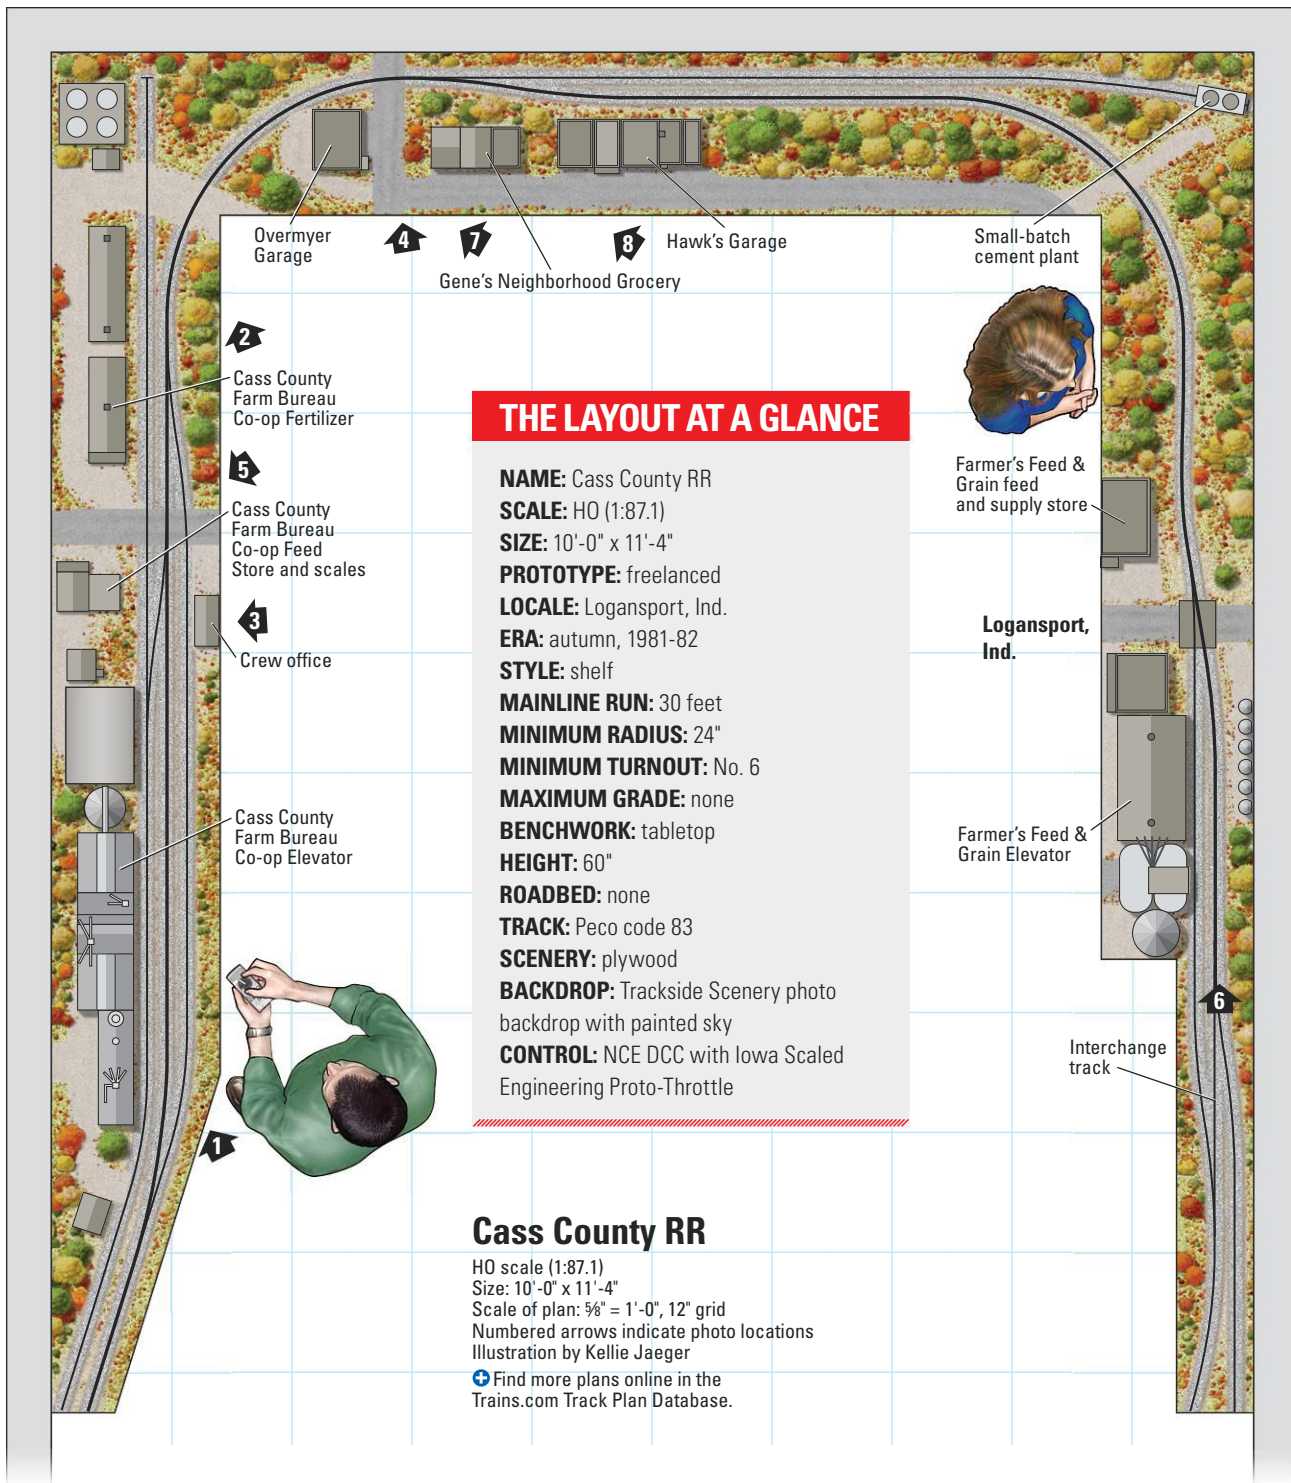 Overmyer
Garage
4
7
8
Hawk's Garage
Gene's Neighborhood Grocery
Small-batch
cement plant
2
Cass County
Farm Bureau
Co-op Fertilizer
5
Cass County
Farm Bureau
Co-op Feed
Store and scales
3
Crew office
Cass County
Farm Bureau
Co-op Elevator
1
THE LAYOUT AT A GLANCE
NAME: Cass County RR
SCALE: HO (1:87.1)
SIZE: 10'-0" x 11'-4"
PROTOTYPE: freelanced
LOCALE: Logansport, Ind.
ERA: autumn, 1981-82
STYLE: shelf
MAINLINE RUN: 30 feet
MINIMUM RADIUS: 24"
MINIMUM TURNOUT: No. 6
MAXIMUM GRADE: none
BENCHWORK: tabletop
HEIGHT: 60"
ROADBED: none
TRACK: Peco code 83
SCENERY: plywood
BACKDROP: Trackside Scenery photo
backdrop with painted sky
CONTROL: NCE DCC with Iowa Scaled
Engineering Proto-Throttle
Farmer's Feed &
Grain feed
and supply store
Logansport,
Ind.
Farmer's Feed &
Grain Elevator
6
Interchange
track
Cass County RR
HO scale (1:87.1)
Size: 10'-0" x 11'-4"
Scale of plan: ⅝" = 1'-0", 12" grid
Numbered arrows indicate photo locations
Illustration by Kellie Jaeger
Find more plans online in the
Trains.com Track Plan Database.